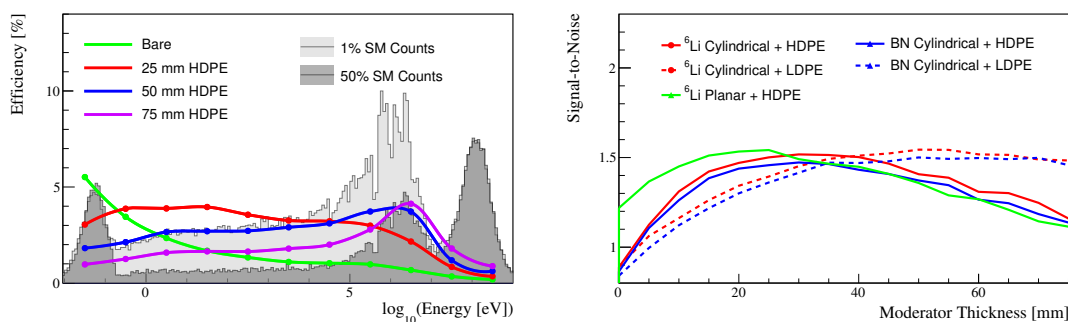 Efficiency [%]
10
5
0
0
5
log10(Energy [eV])
Bare
25 mm HDPE
50 mm HDPE
75 mm HDPE
1% SM Counts
50% SM Counts
Signal-to-Noise
2
1.5
1
0
20
40
60
Moderator Thickness [mm]
⁶Li Cylindrical + HDPE
⁶Li Cylindrical + LDPE
⁶Li Planar + HDPE
BN Cylindrical + HDPE
BN Cylindrical + LDPE